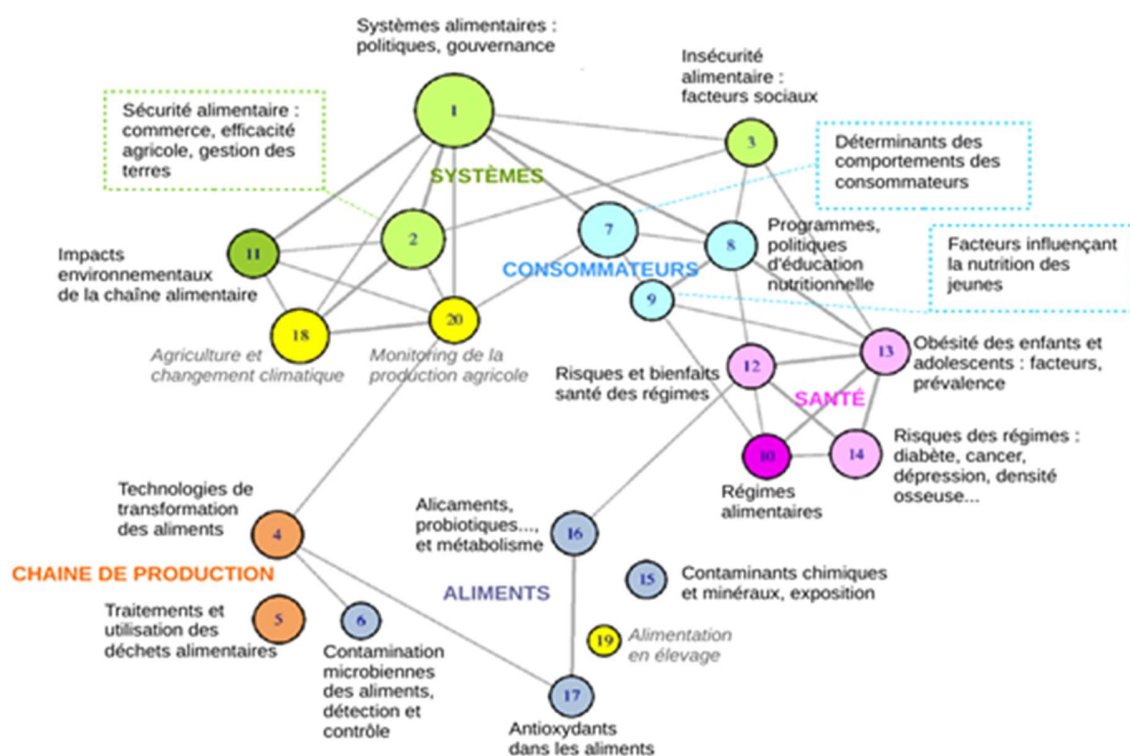 Systèmes alimentaires :
politiques, gouvernance
Insécurité
alimentaire :
facteurs sociaux
1
Sécurité alimentaire :
commerce, efficacité
agricole, gestion des
terres
3
Déterminants des
comportements des
consommateurs
SYSTÈMES
2
7
8
Programmes,
politiques
d'éducation
nutritionnelle
Facteurs influençant
la nutrition des
jeunes
11
Impacts
environnementaux
de la chaîne alimentaire
CONSOMMATEURS
9
18
20
Agriculture et
changement climatique
Monitoring de la
production agricole
13
Obésité des enfants et
adolescents : facteurs,
prévalence
Risques et bienfaits
santé des régimes
12
SANTÉ
10
Régimes
alimentaires
14
Risques des régimes :
diabète, cancer,
dépression, densité
osseuse...
Technologies de
transformation
des aliments
4
Alicaments,
probiotiques...,
et métabolisme
16
CHAINE DE PRODUCTION
ALIMENTS
15
Contaminants chimiques
et minéraux, exposition
Traitements et
utilisation des
déchets alimentaires
5
6
Contamination
microbiennes
des aliments,
détection et
contrôle
19
Alimentation
en élevage
17
Antioxydants
dans les aliments